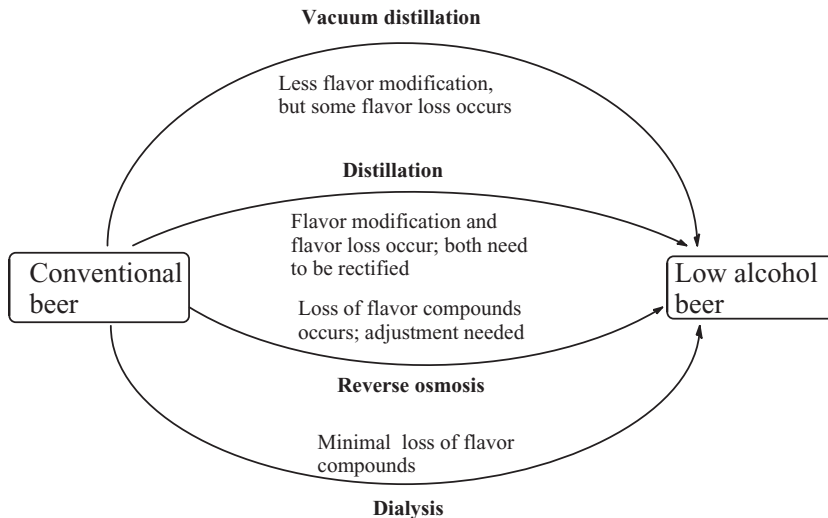 Vacuum distillation
Less flavor modification,
but some flavor loss occurs
Distillation
Flavor modification and
flavor loss occur; both need
to be rectified
Conventional
beer
Low alcohol
beer
Loss of flavor compounds
occurs; adjustment needed
Reverse osmosis
Minimal loss of flavor
compounds
Dialysis